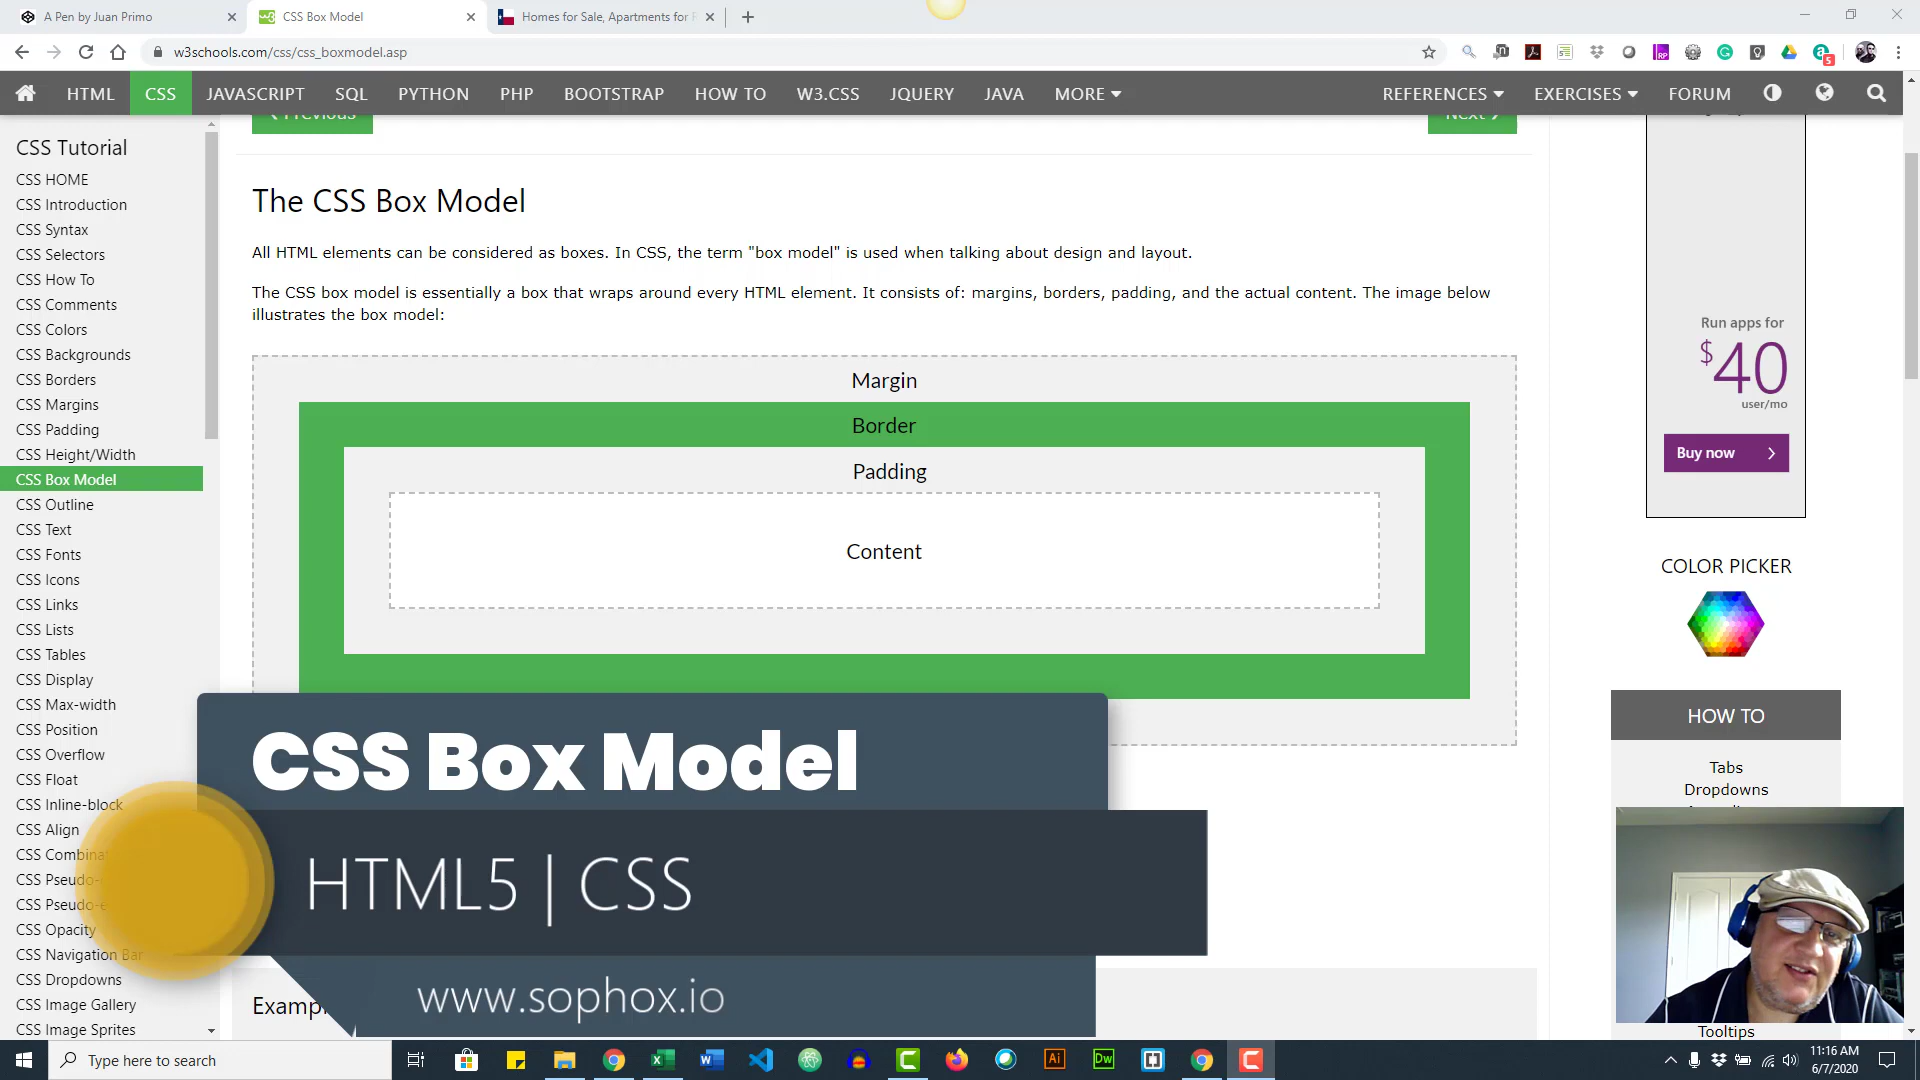 A Pen by Juan Primo
CSS Box Model
Homes for Sale, Apartments for
w3schools.com/css/css_boxmodel.asp
HTML
CSS
JAVASCRIPT
SQL
PYTHON
PHP
BOOTSTRAP
HOW TO
W3.CSS
JQUERY
JAVA
MORE
REFERENCES
EXERCISES
FORUM
Previous
Next
CSS Tutorial
CSS HOME
CSS Introduction
CSS Syntax
CSS Selectors
CSS How To
CSS Comments
CSS Colors
CSS Backgrounds
CSS Borders
CSS Margins
CSS Padding
CSS Height/Width
CSS Box Model
CSS Outline
CSS Text
CSS Fonts
CSS Icons
CSS Links
CSS Lists
CSS Tables
CSS Display
CSS Max-width
CSS Position
CSS Overflow
CSS Float
CSS Inline-block
CSS Align
CSS Combinat
CSS Pseudo-
CSS Pseudo-e
CSS Opacity
CSS Navigation Bar
CSS Dropdowns
CSS Image Gallery
CSS Image Sprites
The CSS Box Model
All HTML elements can be considered as boxes. In CSS, the term "box model" is used when talking about design and layout.
The CSS box model is essentially a box that wraps around every HTML element. It consists of: margins, borders, padding, and the actual content. The image below
illustrates the box model:
Margin
Border
Padding
Content
CSS Box Model
HTML5 | CSS
www.sophox.io
Examp
Run apps for
$40
user/mo
Buy now
COLOR PICKER
HOW TO
Tabs
Dropdowns
Tooltips
Type here to search
11:16 AM
6/7/2020